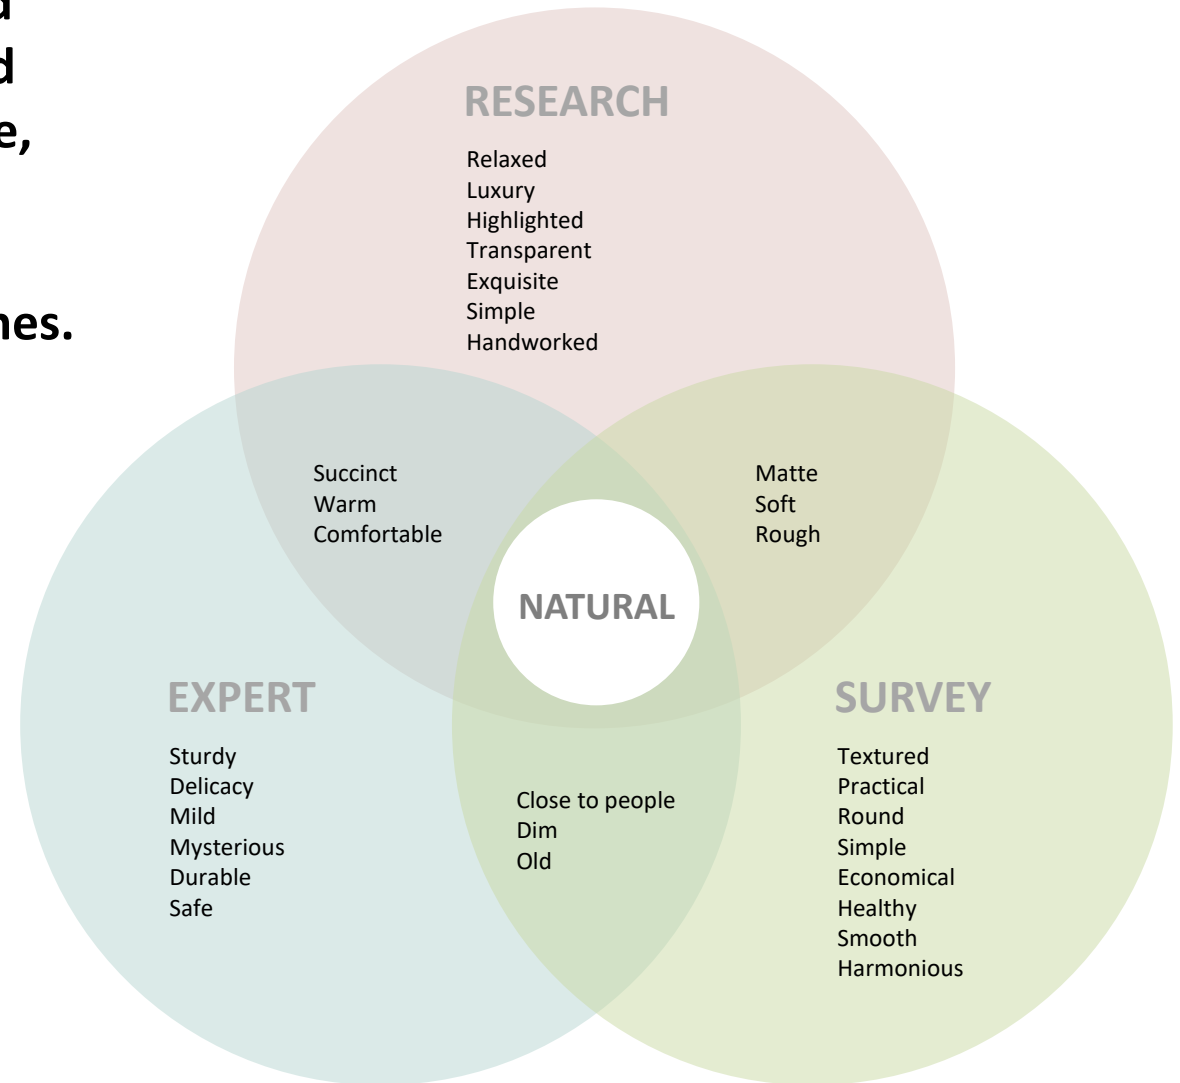 d
d
e,
nes.
RESEARCH
Relaxed
Luxury
Highlighted
Transparent
Exquisite
Simple
Handworked
Succinct
Warm
Comfortable
Matte
Soft
Rough
NATURAL
EXPERT
Sturdy
Delicacy
Mild
Mysterious
Durable
Safe
Close to people
Dim
Old
SURVEY
Textured
Practical
Round
Simple
Economical
Healthy
Smooth
Harmonious